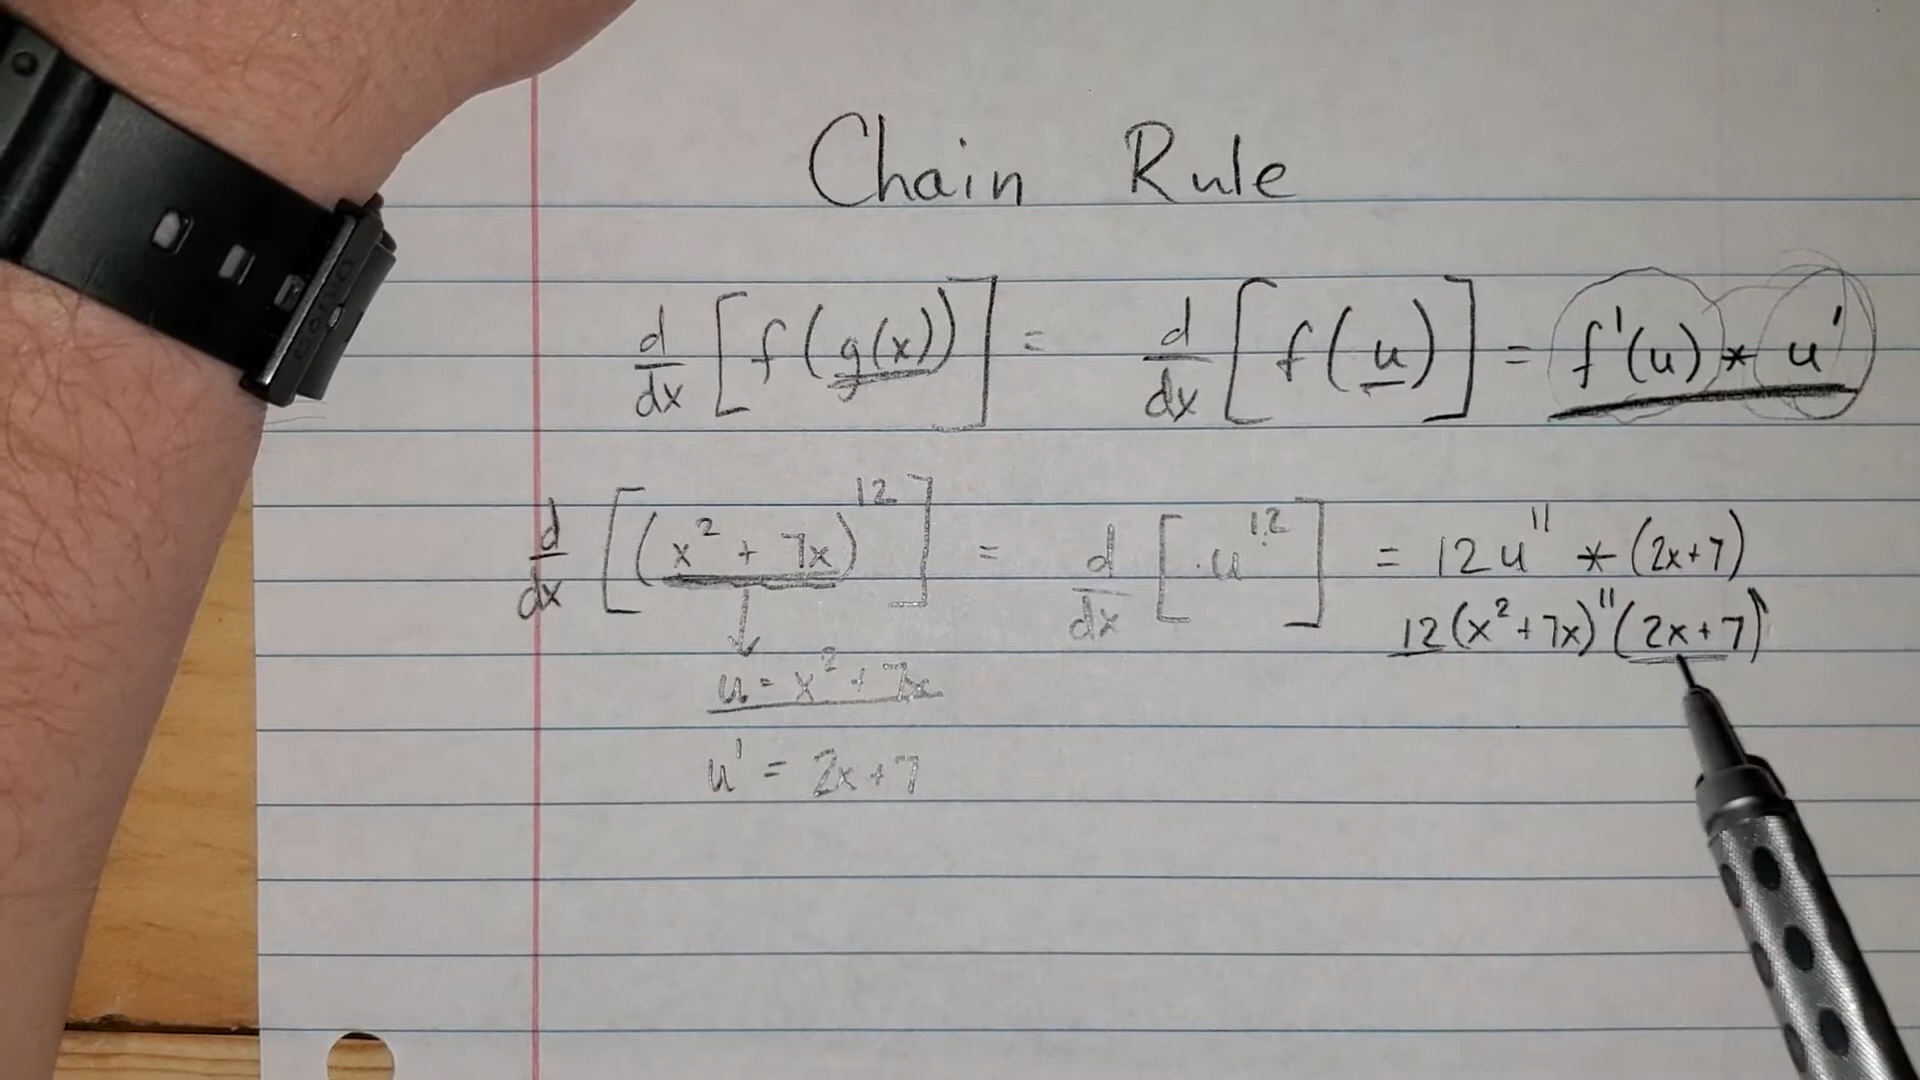 Chain Rule
d/dx [f(g(x))] = d/dx [f(u)] = f'(u) * u'
d/dx [(x² + 7x)¹²] = d/dx [u¹²] = 12u¹¹ * (2x+7)
12(x²+7x)¹¹(2x+7)
u = x² + 7x
u' = 2x+7